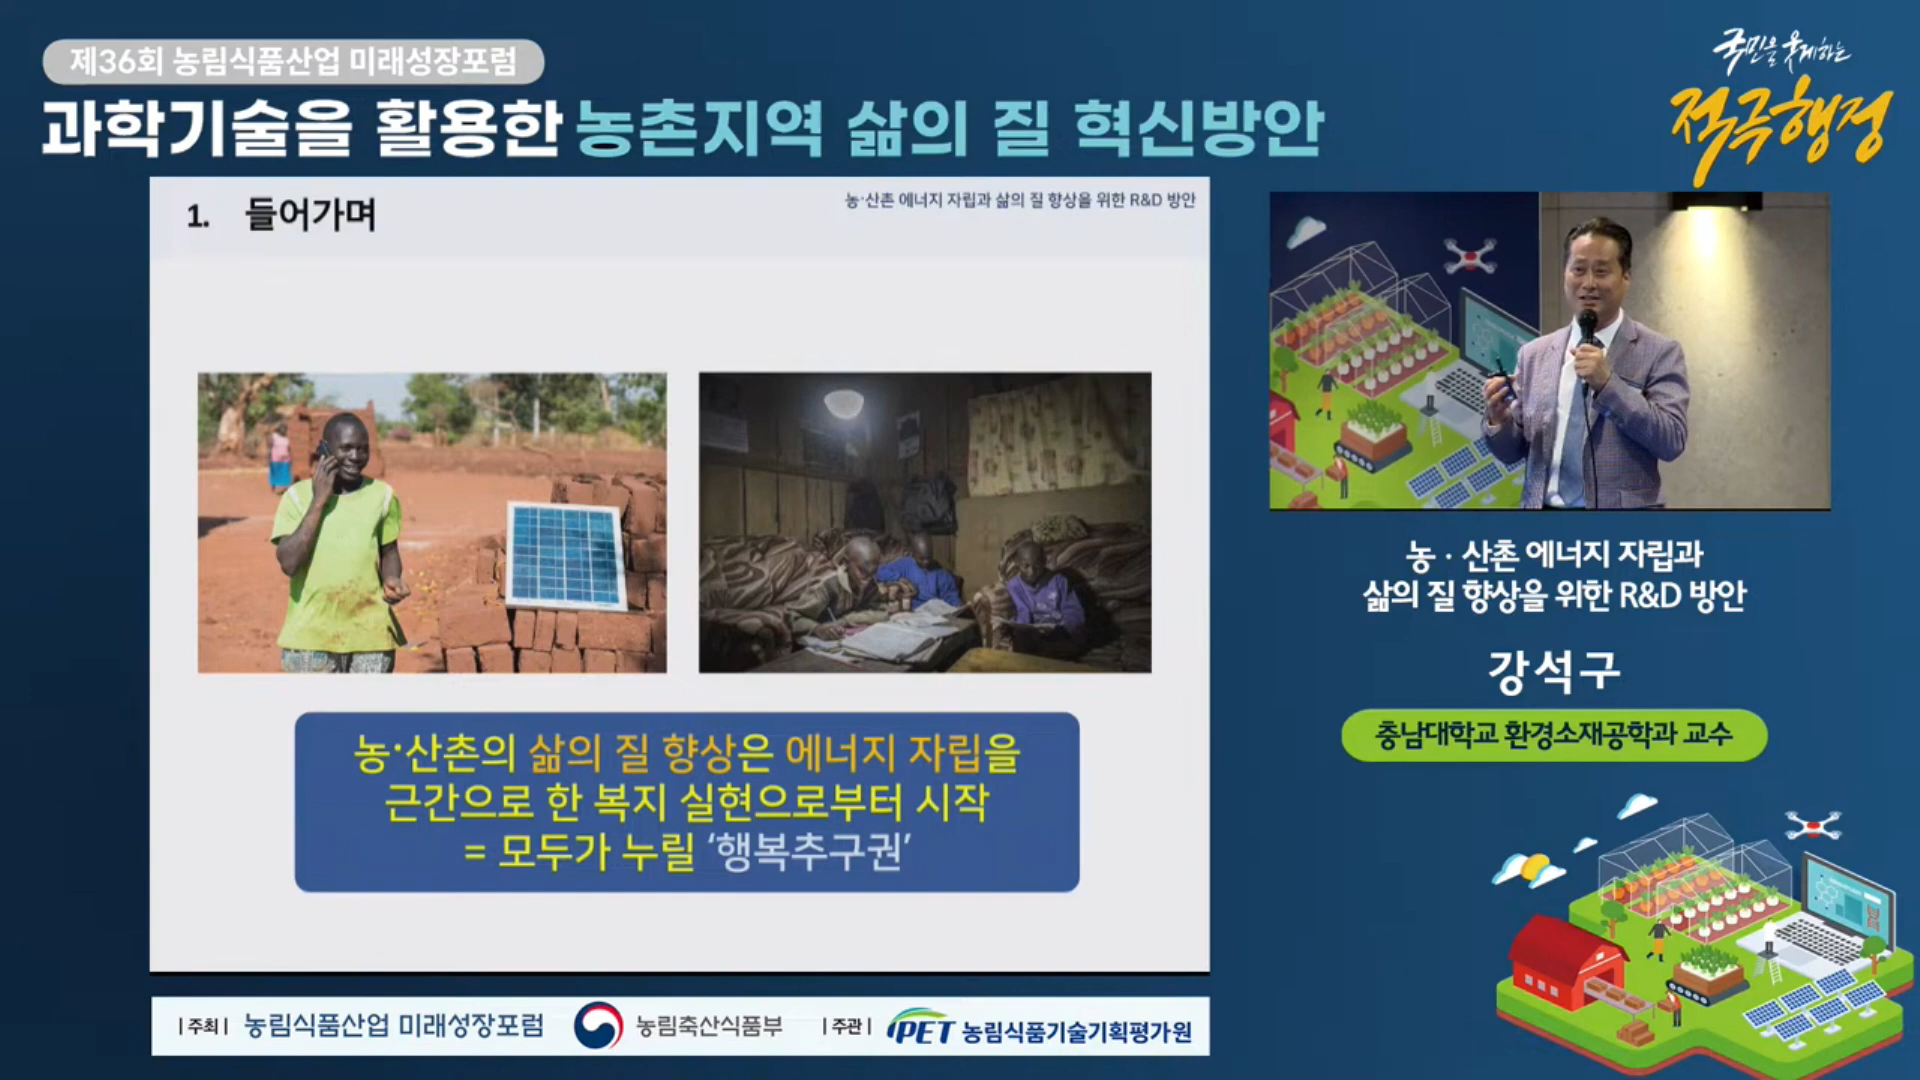 제36회 농림식품산업 미래성장포럼
과학기술을 활용한 농촌지역 삶의 질 혁신방안
국민을 웃게하는
적극행정
1. 들어가며
농·산촌 에너지 자립과 삶의 질 향상을 위한 R&D 방안
농·산촌의 삶의 질 향상은 에너지 자립을
근간으로 한 복지 실현으로부터 시작
= 모두가 누릴 ‘행복추구권’
농 · 산촌 에너지 자립과
삶의 질 향상을 위한 R&D 방안
강석구
충남대학교 환경소재공학과 교수
|주최| 농림식품산업 미래성장포럼 농림축산식품부 |주관| iPET 농림식품기술기획평가원